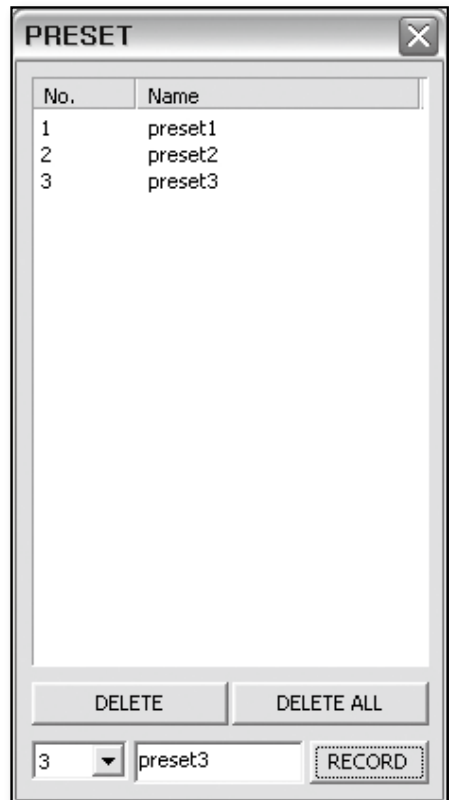 PRESET
No. Name
1 preset1
2 preset2
3 preset3
DELETE DELETE ALL
3 preset3 RECORD